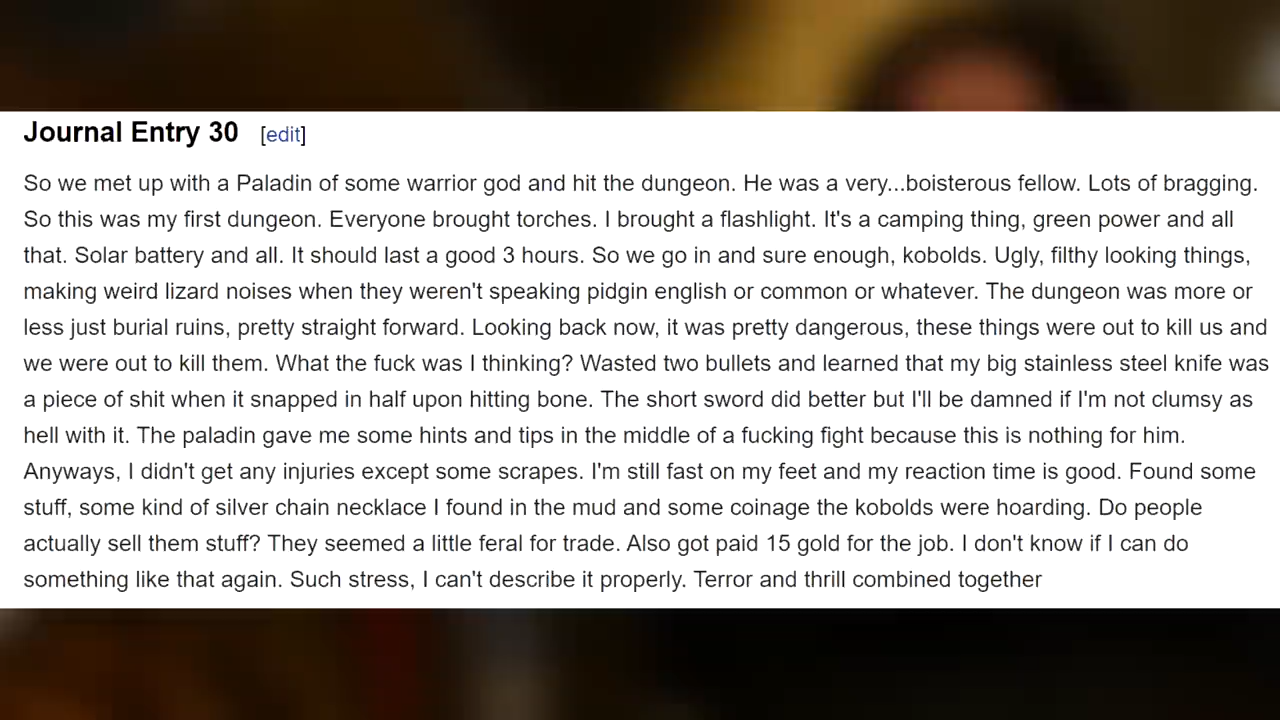 Journal Entry 30 [edit]
So we met up with a Paladin of some warrior god and hit the dungeon. He was a very...boisterous fellow. Lots of bragging.
So this was my first dungeon. Everyone brought torches. I brought a flashlight. It's a camping thing, green power and all
that. Solar battery and all. It should last a good 3 hours. So we go in and sure enough, kobolds. Ugly, filthy looking things,
making weird lizard noises when they weren't speaking pidgin english or common or whatever. The dungeon was more or
less just burial ruins, pretty straight forward. Looking back now, it was pretty dangerous, these things were out to kill us and
we were out to kill them. What the fuck was I thinking? Wasted two bullets and learned that my big stainless steel knife was
a piece of shit when it snapped in half upon hitting bone. The short sword did better but I'll be damned if I'm not clumsy as
hell with it. The paladin gave me some hints and tips in the middle of a fucking fight because this is nothing for him.
Anyways, I didn't get any injuries except some scrapes. I'm still fast on my feet and my reaction time is good. Found some
stuff, some kind of silver chain necklace I found in the mud and some coinage the kobolds were hoarding. Do people
actually sell them stuff? They seemed a little feral for trade. Also got paid 15 gold for the job. I don't know if I can do
something like that again. Such stress, I can't describe it properly. Terror and thrill combined together